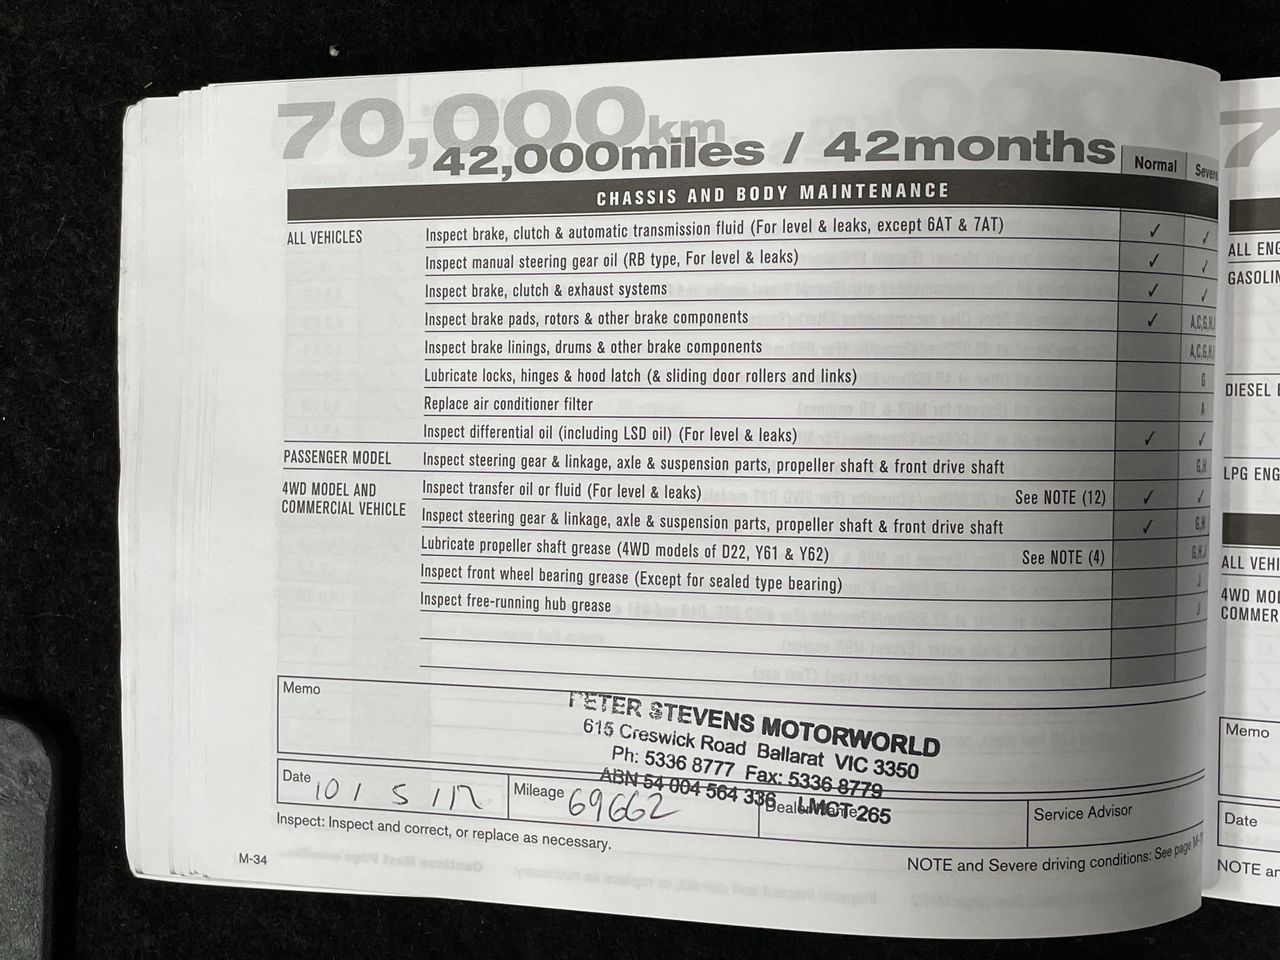 70,000km
42,000miles / 42months
Normal Severe
CHASSIS AND BODY MAINTENANCE
ALL VEHICLES Inspect brake, clutch & automatic transmission fluid (For level & leaks, except 6AT & 7AT) ✓ ✓
Inspect manual steering gear oil (RB type, For level & leaks) ✓ ✓
Inspect brake, clutch & exhaust systems ✓ ✓
Inspect brake pads, rotors & other brake components ✓ A,C,G,H,
Inspect brake linings, drums & other brake components A,C,G,H,
Lubricate locks, hinges & hood latch (& sliding door rollers and links) G
Replace air conditioner filter A
Inspect differential oil (including LSD oil) (For level & leaks) ✓ ✓
PASSENGER MODEL Inspect steering gear & linkage, axle & suspension parts, propeller shaft & front drive shaft G,H
4WD MODEL AND COMMERCIAL VEHICLE
Inspect transfer oil or fluid (For level & leaks) See NOTE (12) ✓ ✓
Inspect steering gear & linkage, axle & suspension parts, propeller shaft & front drive shaft ✓ G,H
Lubricate propeller shaft grease (4WD models of D22, Y61 & Y62) See NOTE (4) G,H,J
Inspect front wheel bearing grease (Except for sealed type bearing) J
Inspect free-running hub grease J
Memo
PETER STEVENS MOTORWORLD
615 Creswick Road Ballarat VIC 3350
Ph: 5336 8777 Fax: 5336 8779
ABN 54 004 564 336 LMCT 265
Date 10 / 5 / 17
Mileage 69662
Dealer Name
Service Advisor
Inspect: Inspect and correct, or replace as necessary.
M-34
NOTE and Severe driving conditions: See page M-
7
ALL ENG
GASOLIN
DIESEL
LPG ENG
ALL VEHI
4WD MO
COMMER
Memo
Date
NOTE an